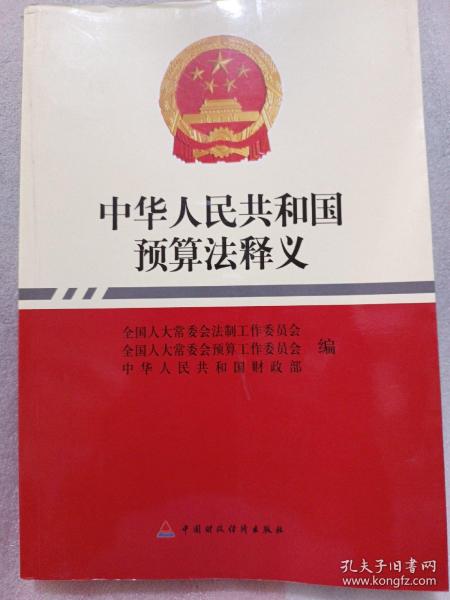 中华人民共和国
预算法释义
全国人大常委会法制工作委员会
全国人大常委会预算工作委员会
中华人民共和国财政部
编
中国财政经济出版社
孔夫子旧书网
www.kongfz.com